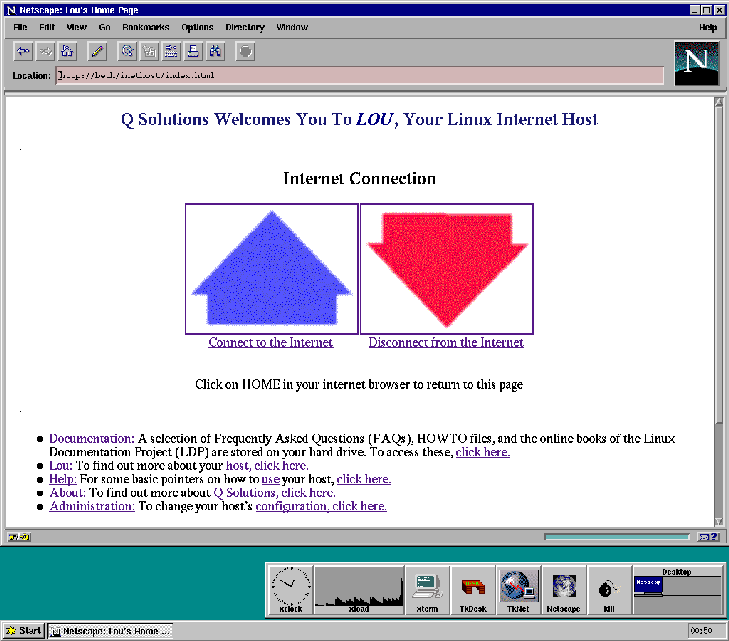 Netscape: Lou's Home Page
File Edit View Go Bookmarks Options Directory Window Help
Location: http://beth/inethost/index.html
N
Q Solutions Welcomes You To LOU, Your Linux Internet Host
Internet Connection
Connect to the Internet Disconnect from the Internet
Click on HOME in your internet browser to return to this page
Documentation: A selection of Frequently Asked Questions (FAQs), HOWTO files, and the online books of the Linux
Documentation Project (LDP) are stored on your hard drive. To access these, click here.
Lou: To find out more about your host, click here.
Help: For some basic pointers on how to use your host, click here.
About: To find out more about Q Solutions, click here.
Administration: To change your host's configuration, click here.
Desktop
Netscape
xclock xload xterm TkDesk TkNet Netscape kill
Start Netscape: Lou's Home ... 00:50